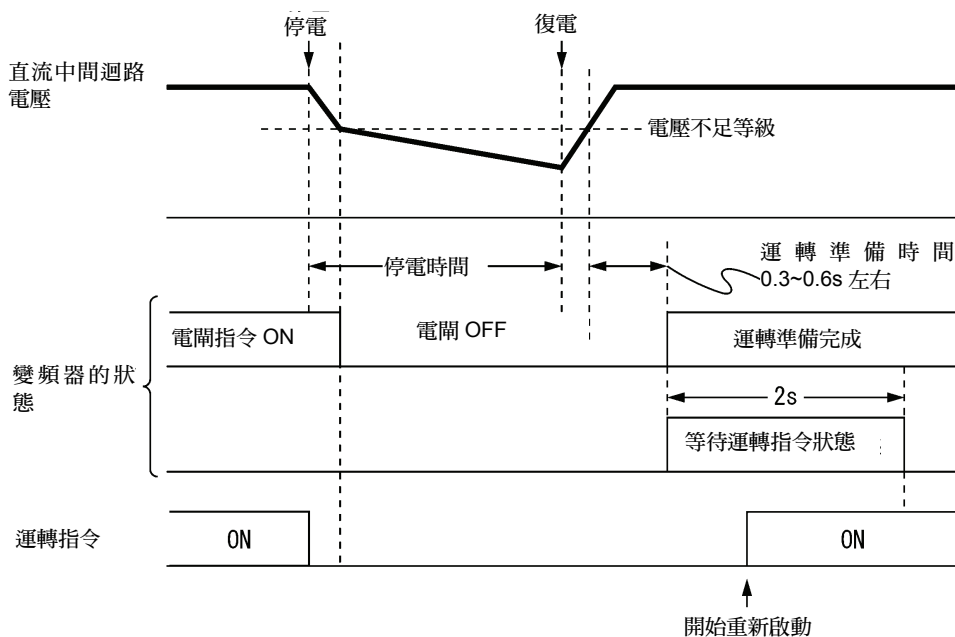 停電
復電
直流中間迴路
電壓
電壓不足等級
停電時間
運轉準備時間
0.3~0.6s 左右
電閘指令 ON
電閘 OFF
運轉準備完成
變頻器的狀
態
2s
等待運轉指令狀態
運轉指令
ON
ON
開始重新啟動